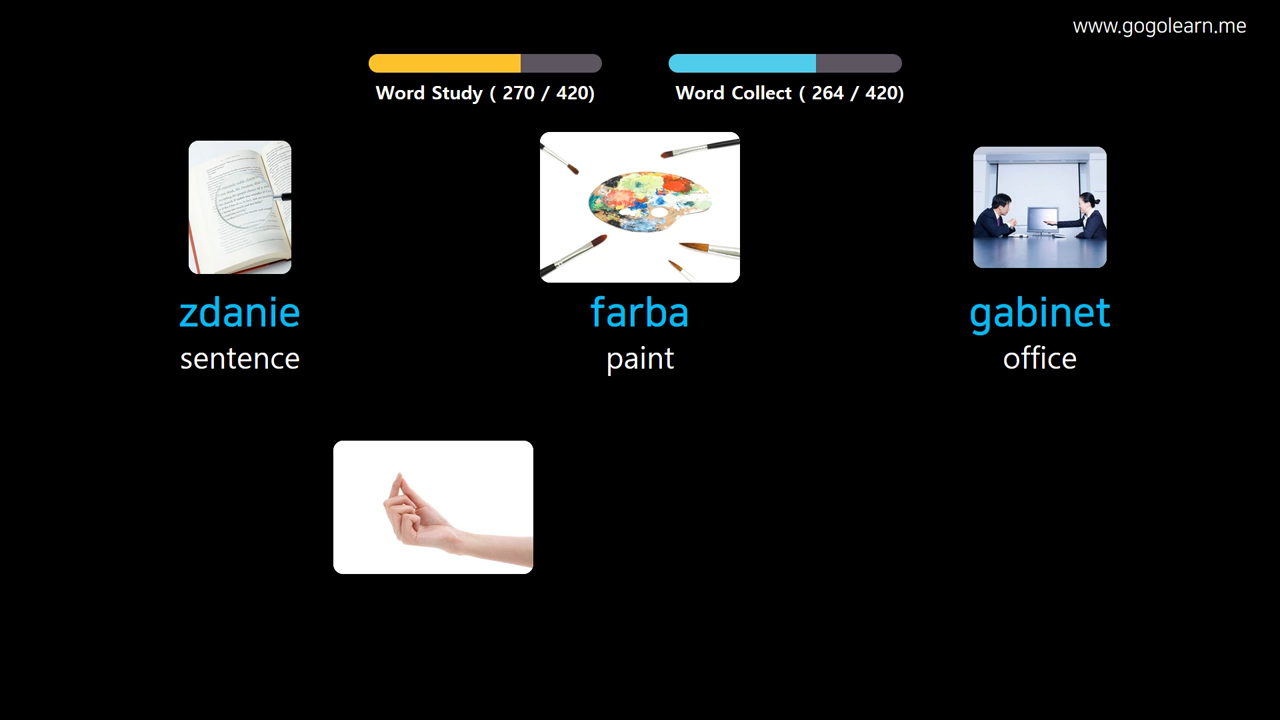 www.gogolearn.me
Word Study ( 270 / 420)
Word Collect ( 264 / 420)
zdanie
sentence
farba
paint
gabinet
office